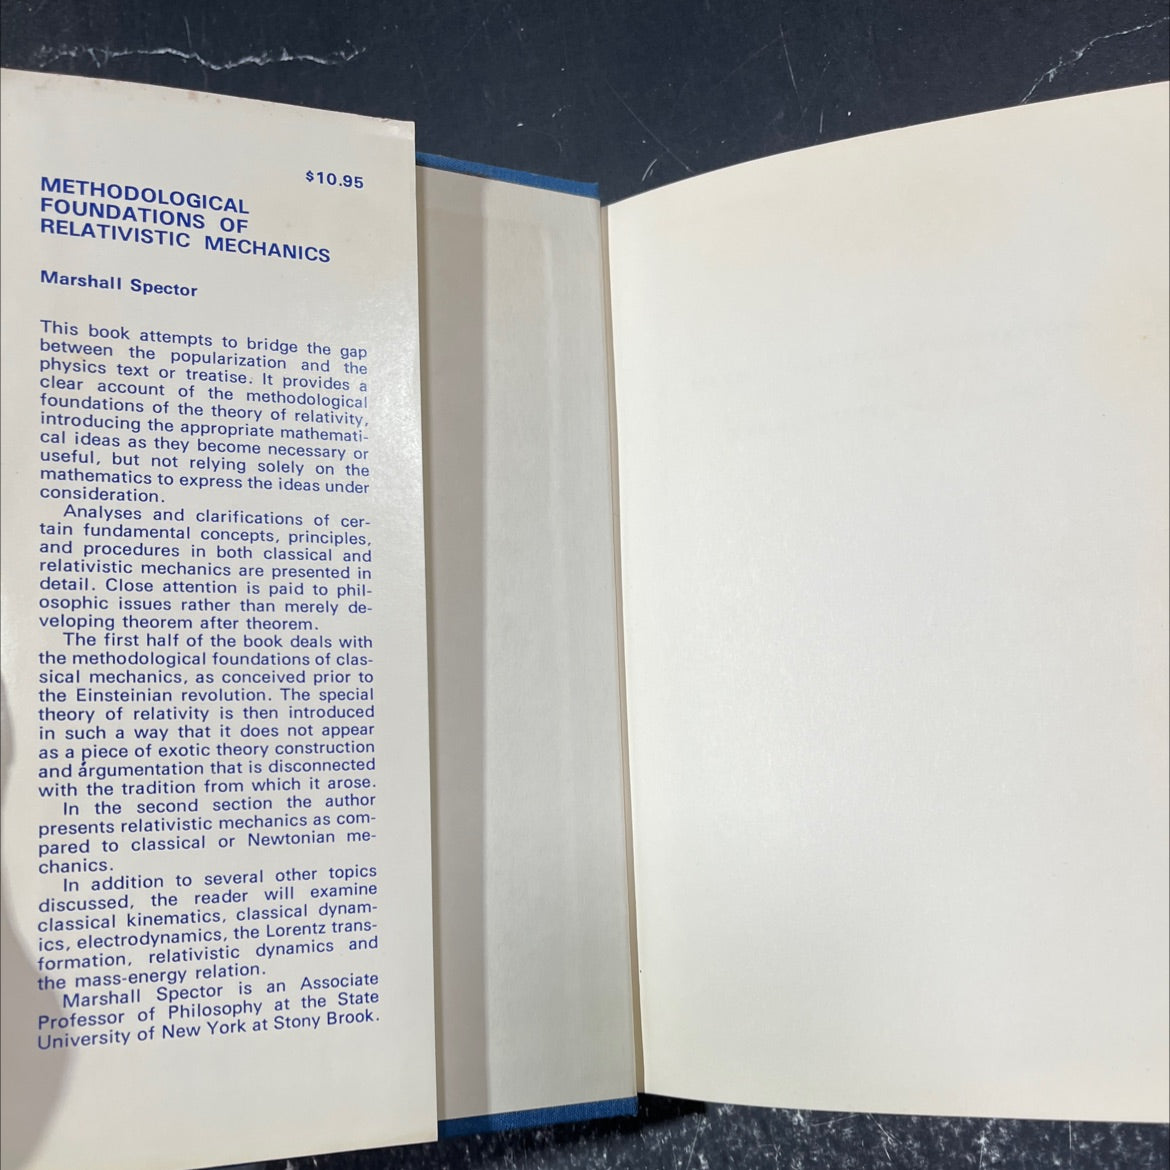 $10.95
METHODOLOGICAL
FOUNDATIONS OF
RELATIVISTIC MECHANICS
Marshall Spector
This book attempts to bridge the gap
between the popularization and the
physics text or treatise. It provides a
clear account of the methodological
foundations of the theory of relativity,
introducing the appropriate mathemati-
cal ideas as they become necessary or
useful, but not relying solely on the
mathematics to express the ideas under
consideration.
Analyses and clarifications of cer-
tain fundamental concepts, principles,
and procedures in both classical and
relativistic mechanics are presented in
detail. Close attention is paid to phil-
osophic issues rather than merely de-
veloping theorem after theorem.
The first half of the book deals with
the methodological foundations of clas-
sical mechanics, as conceived prior to
the Einsteinian revolution. The special
theory of relativity is then introduced
in such a way that it does not appear
as a piece of exotic theory construction
and argumentation that is disconnected
with the tradition from which it arose.
In the second section the author
presents relativistic mechanics as com-
pared to classical or Newtonian me-
chanics.
In addition to several other topics
discussed, the reader will examine
classical kinematics, classical dynam-
ics, electrodynamics, the Lorentz trans-
formation, relativistic dynamics and
the mass-energy relation.
Marshall Spector is an Associate
Professor of Philosophy at the State
University of New York at Stony Brook.